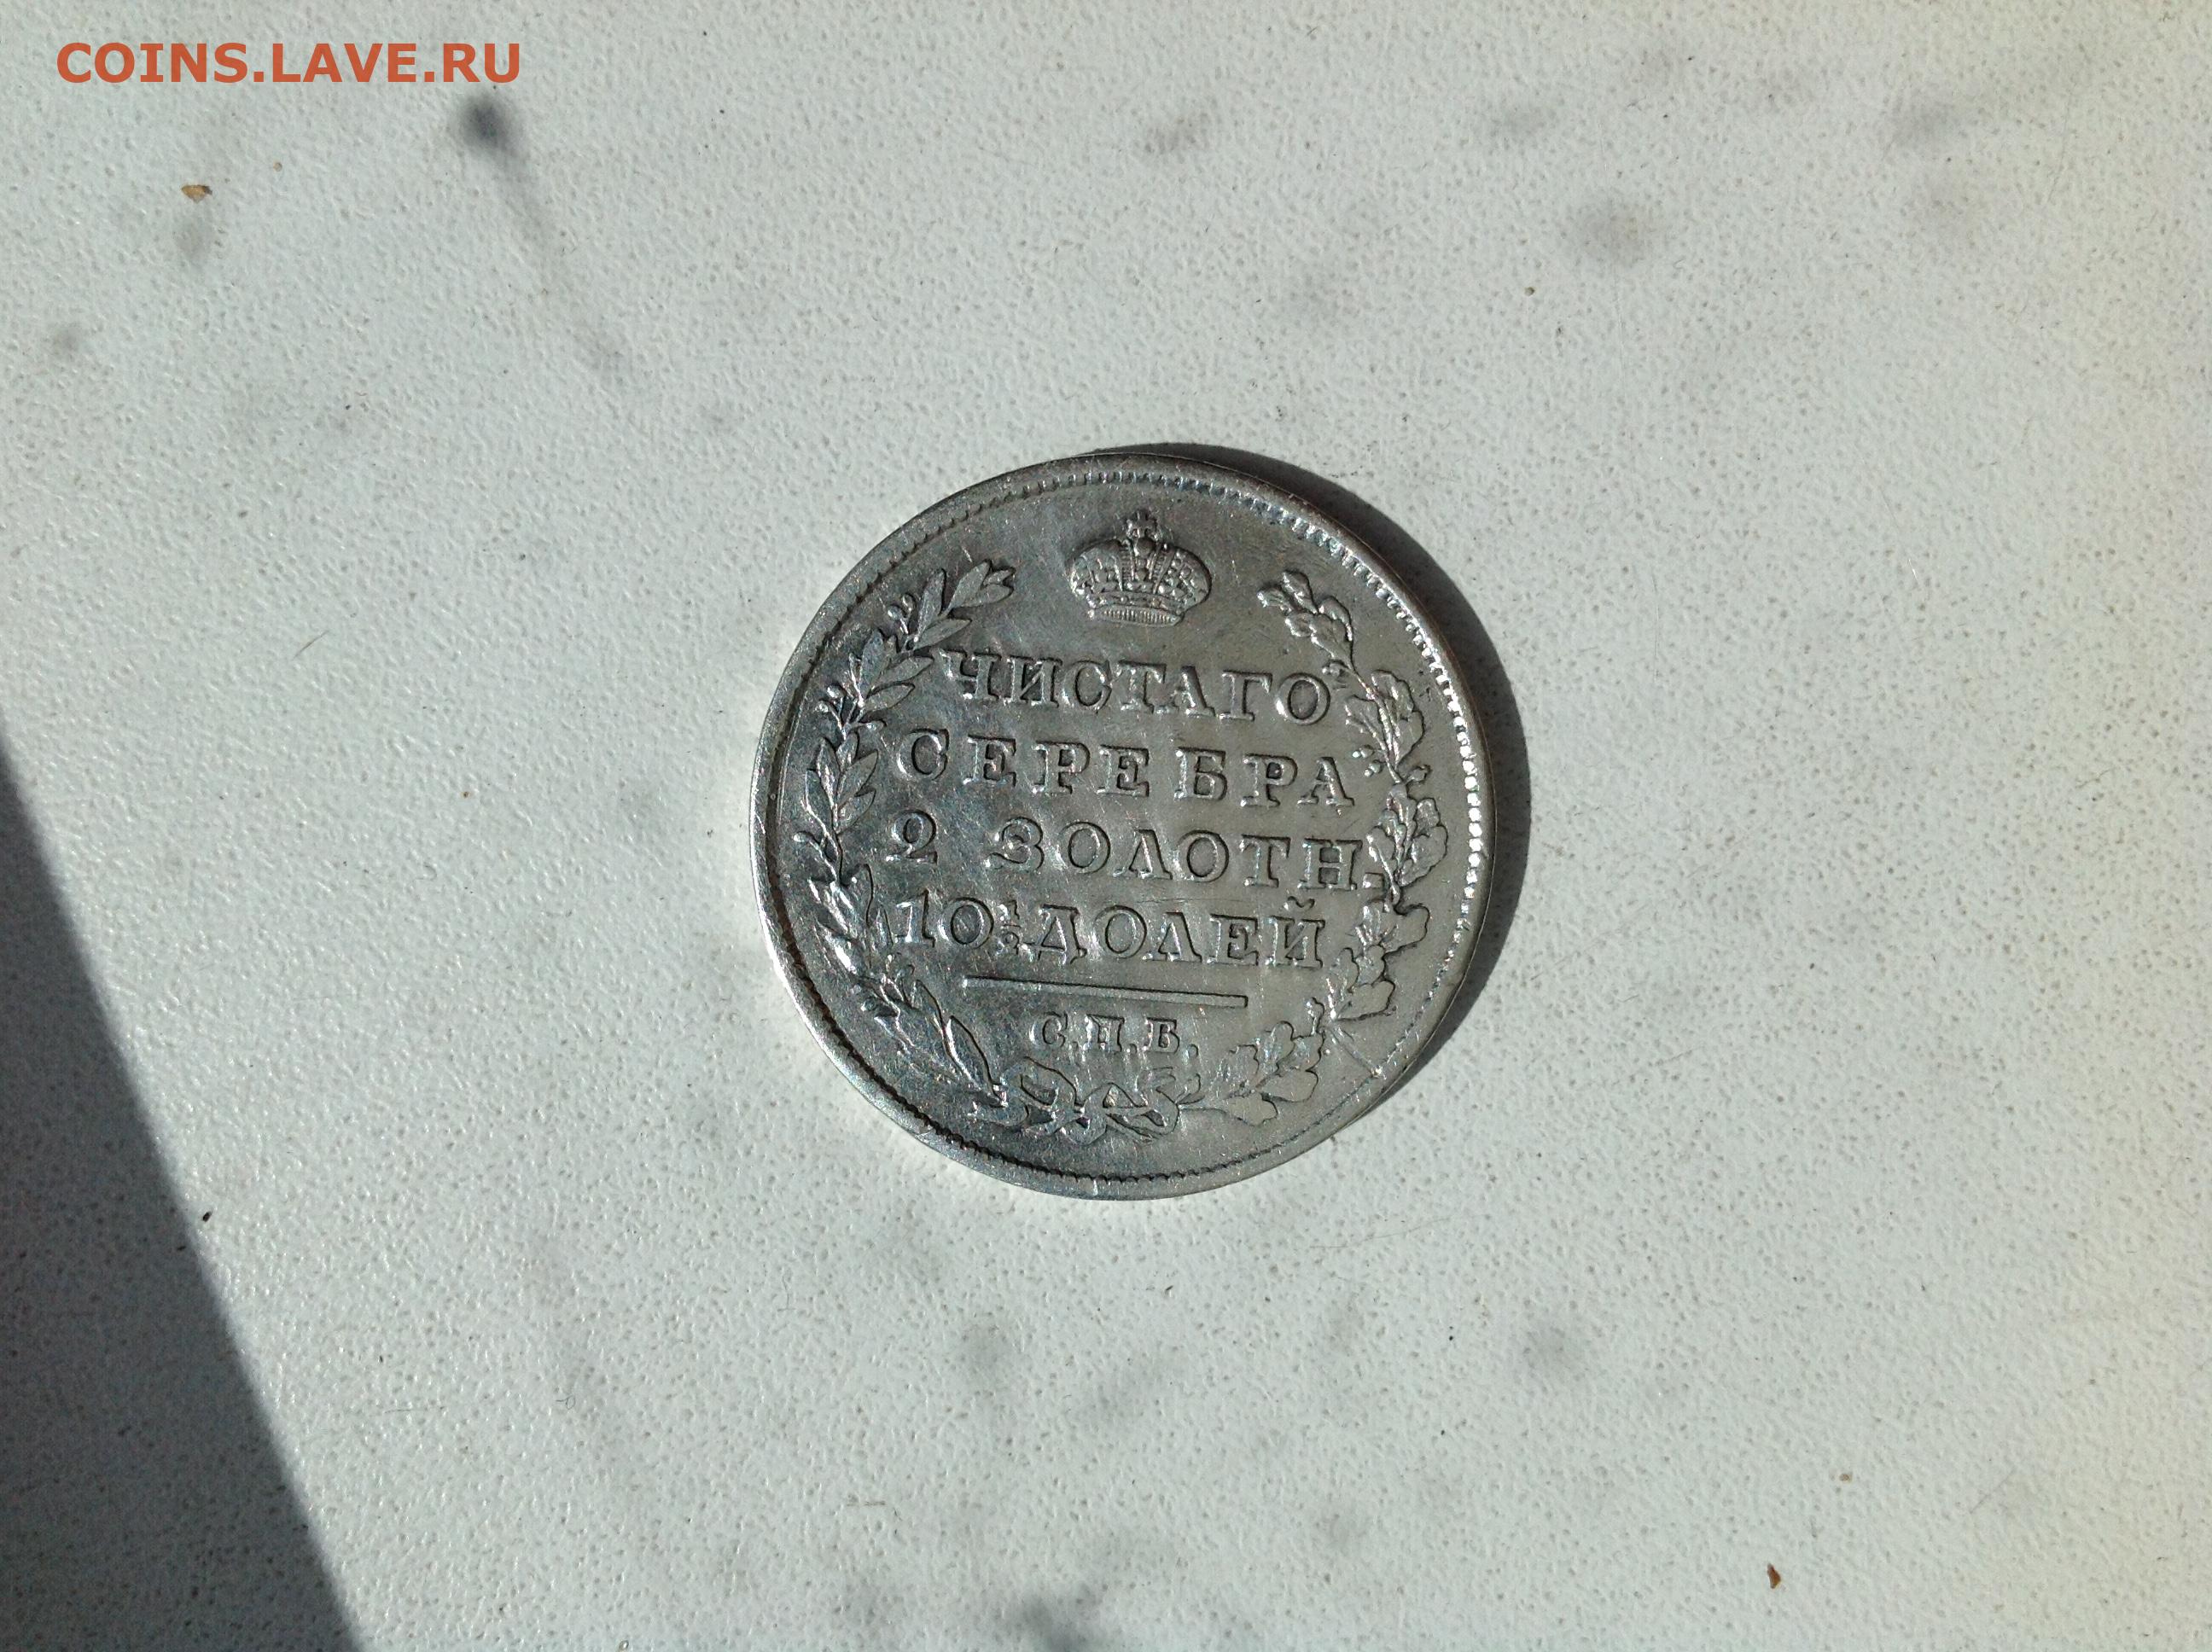 COINS.LAVE.RU
ЧИСТАГО
СЕРЕБРА
2 ЗОЛОТН.
10½ ДОЛЕЙ
С.П.Б.